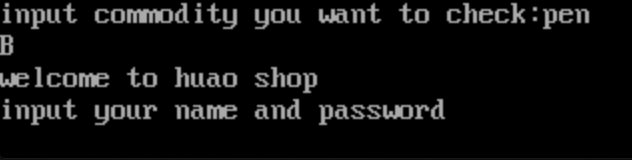 input commodity you want to check:pen
B
welcome to huao shop
input your name and password